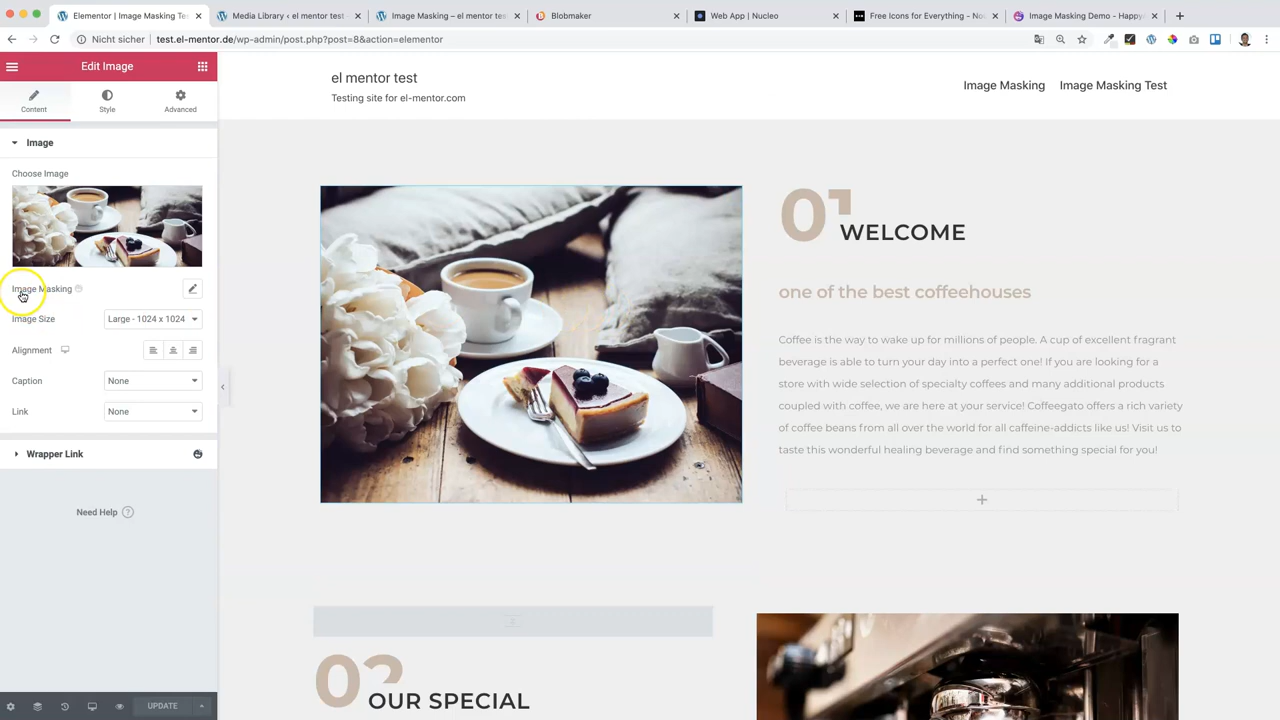 Elementor | Image Masking Tes
Media Library ‹ el mentor test -
Image Masking – el mentor tes
Blobmaker
Web App | Nucleo
Free Icons for Everything - No
Image Masking Demo - Happy
Nicht sicher
test.el-mentor.de/wp-admin/post.php?post=8&action=elementor
Edit Image
Content
Style
Advanced
Image
Choose Image
Image Masking
Image Size
Large - 1024 x 1024
Alignment
Caption
None
Link
None
Wrapper Link
Need Help ?
UPDATE
el mentor test
Testing site for el-mentor.com
Image Masking
Image Masking Test
01
WELCOME
one of the best coffeehouses
Coffee is the way to wake up for millions of people. A cup of excellent fragrant
beverage is able to turn your day into a perfect one! If you are looking for a
store with wide selection of specialty coffees and many additional products
coupled with coffee, we are here at your service! Coffeegato offers a rich variety
of coffee beans from all over the world for all caffeine-addicts like us! Visit us to
taste this wonderful healing beverage and find something special for you!
02
OUR SPECIAL